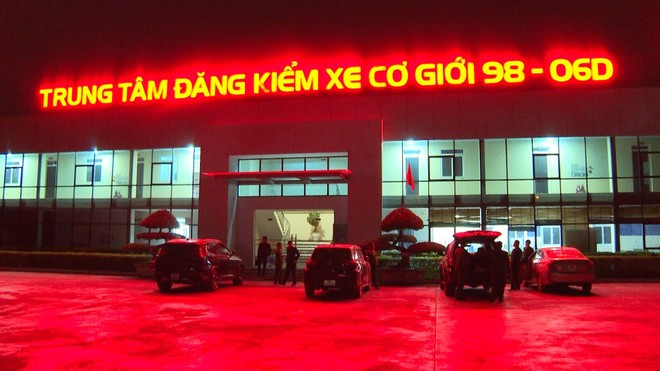 TRUNG TÂM ĐĂNG KIỂM XE CƠ GIỚI 98 - 06D